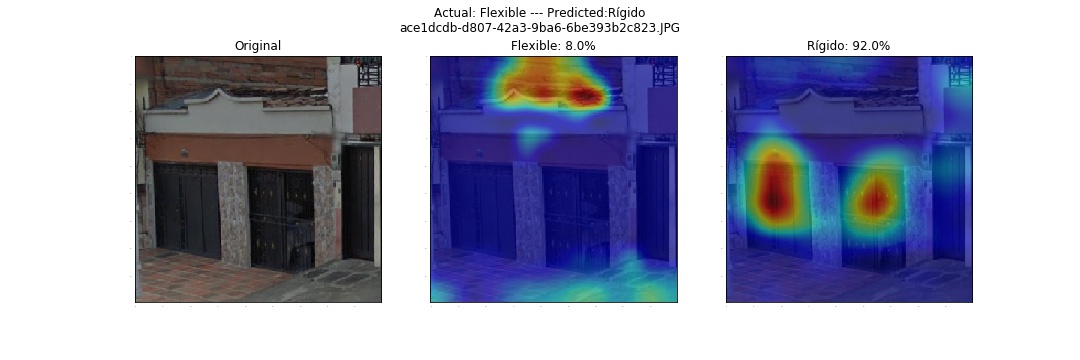 Actual: Flexible --- Predicted:Rígido
ace1dcdb-d807-42a3-9ba6-6be393b2c823.JPG
Original
Flexible: 8.0%
Rígido: 92.0%